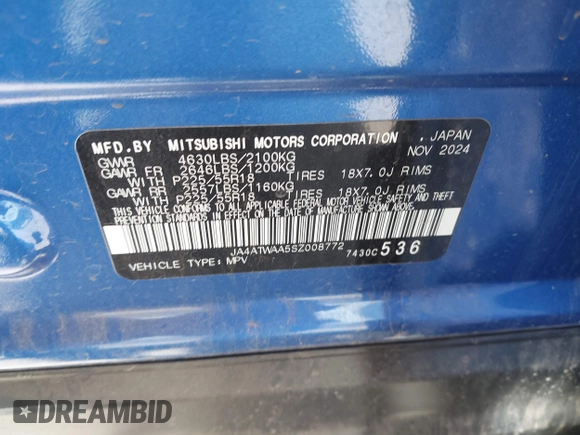 MFD.BY MITSUBISHI MOTORS CORPORATION, JAPAN
GVWR 4630LBS/2100KG NOV 2024
GAWR FR 2646LBS/1200KG
WITH P225/55R18 TIRES 18X7.0J RIMS
GAWR RR 2557LBS/1160KG
WITH P225/55R18 TIRES 18X7.0J RIMS
THIS VEHICLE CONFORMS TO ALL APPLICABLE FEDERAL MOTOR VEHICLE SAFETY AND THEFT
PREVENTION STANDARDS IN EFFECT ON THE DATE OF MANUFACTURE SHOWN ABOVE.
JA4ATWAA5SZ008772
VEHICLE TYPE: MPV 7430C 536
DREAMBID